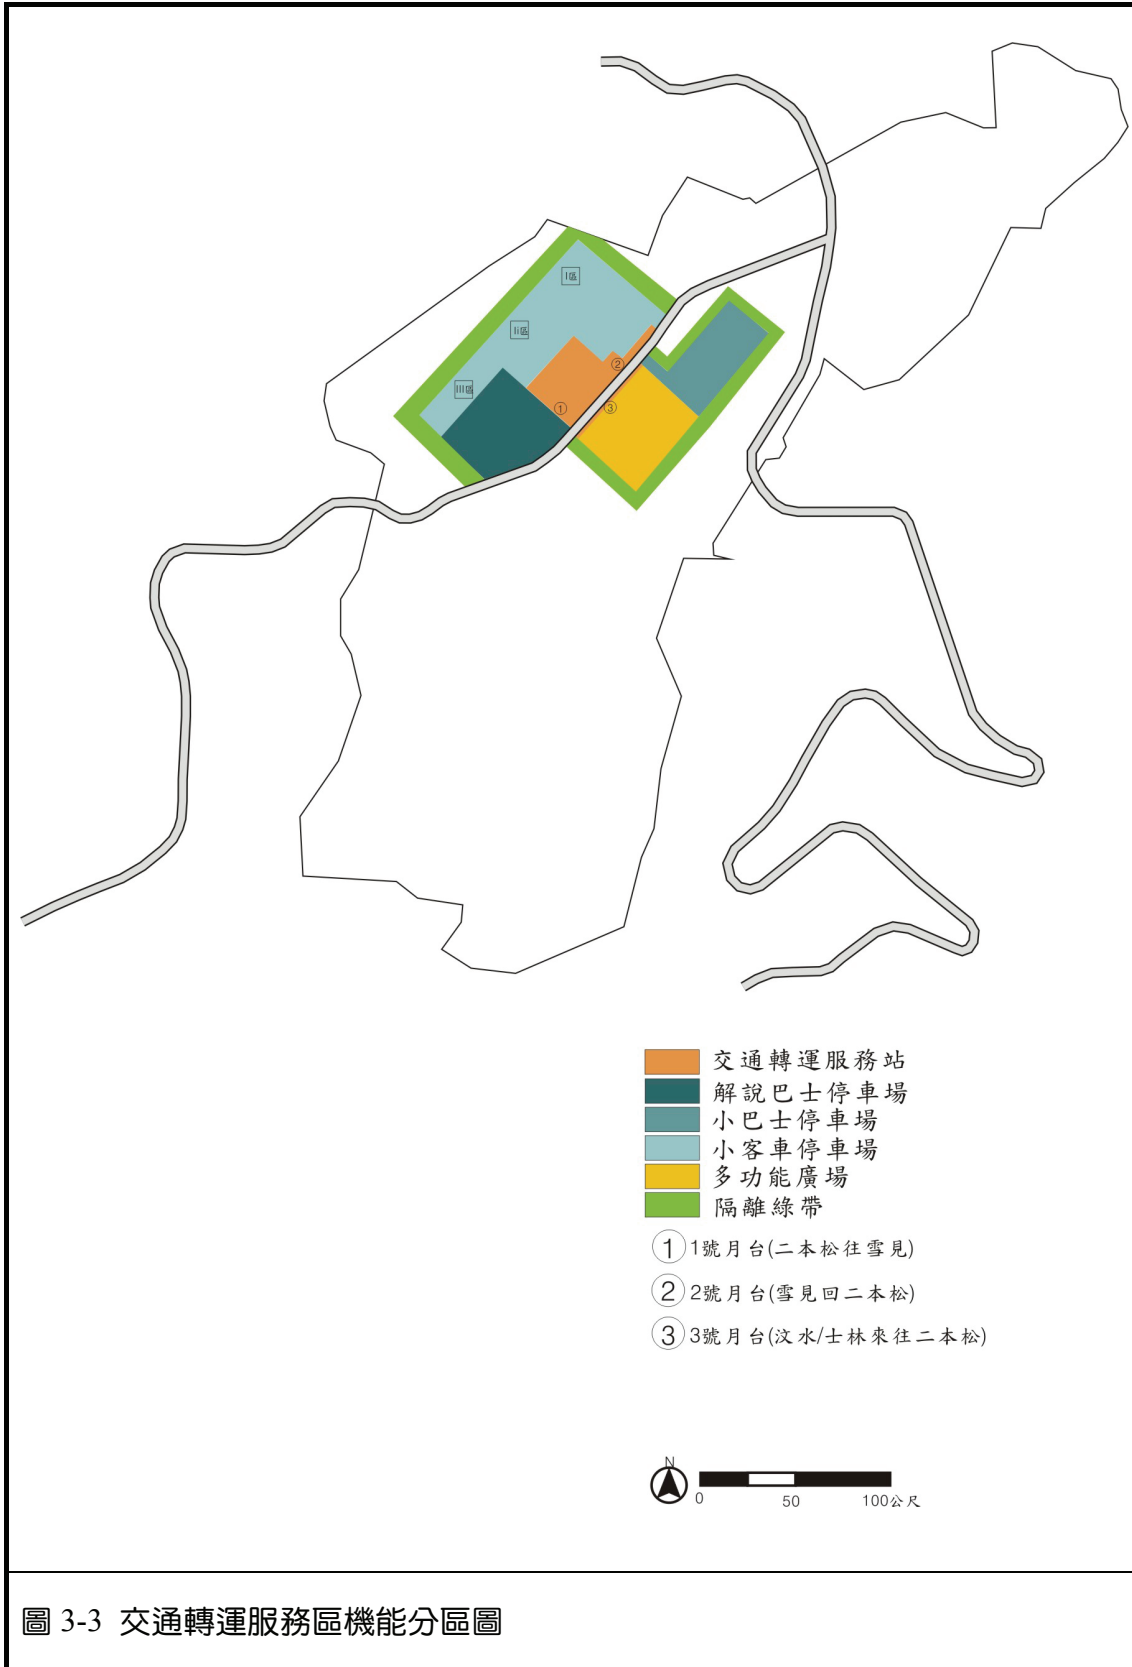 I區
Ii區
III區
②
①
③
交通轉運服務站
解說巴士停車場
小巴士停車場
小客車停車場
多功能廣場
隔離綠帶
① 1號月台(二本松往雪見)
② 2號月台(雪見回二本松)
③ 3號月台(汶水/士林來往二本松)
N
0 50 100公尺
圖 3-3 交通轉運服務區機能分區圖